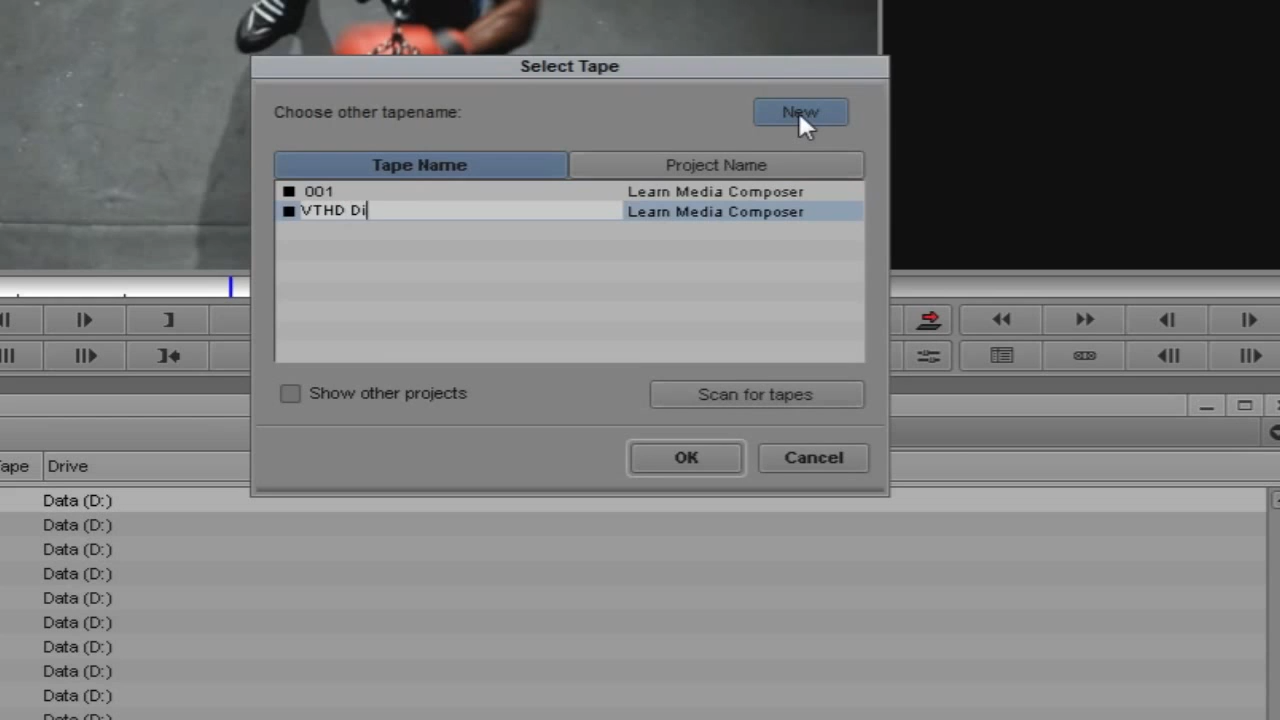 Select Tape
Choose other tapename:
New
Tape Name
Project Name
001
Learn Media Composer
VTHD Di
Learn Media Composer
Show other projects
Scan for tapes
OK
Cancel
Drive
Data (D:)
Data (D:)
Data (D:)
Data (D:)
Data (D:)
Data (D:)
Data (D:)
Data (D:)
Data (D:)